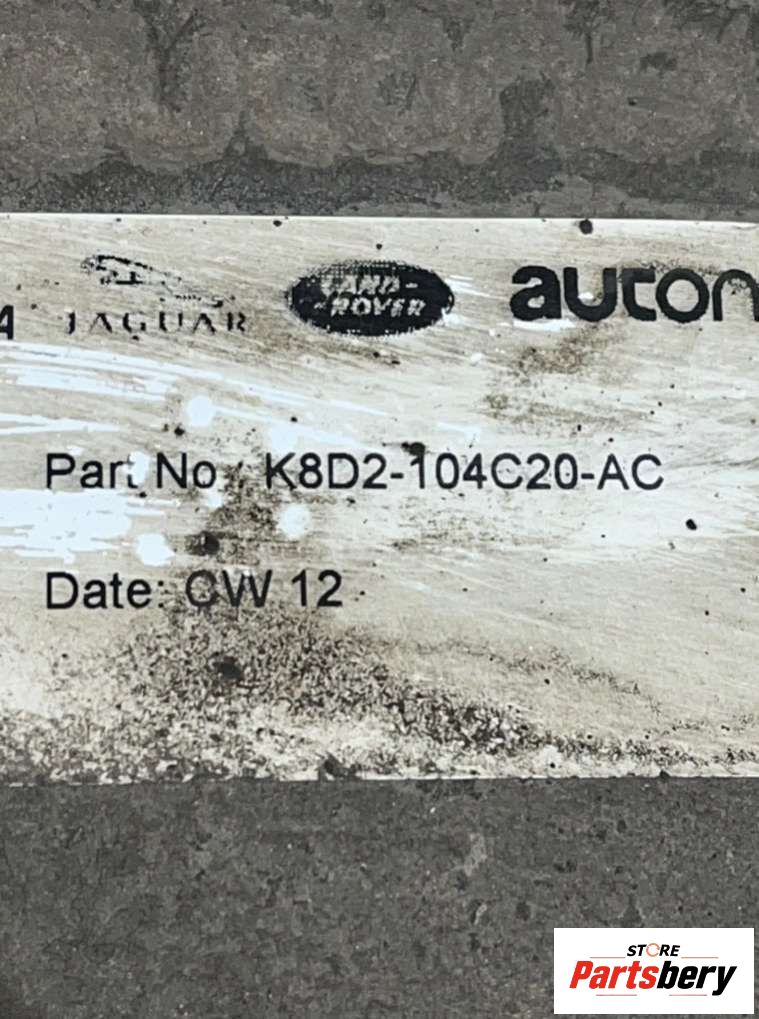 A JAGUAR LAND-ROVER auton
Part No.: K8D2-104C20-AC
Date: CW 12
STORE
Partsbery